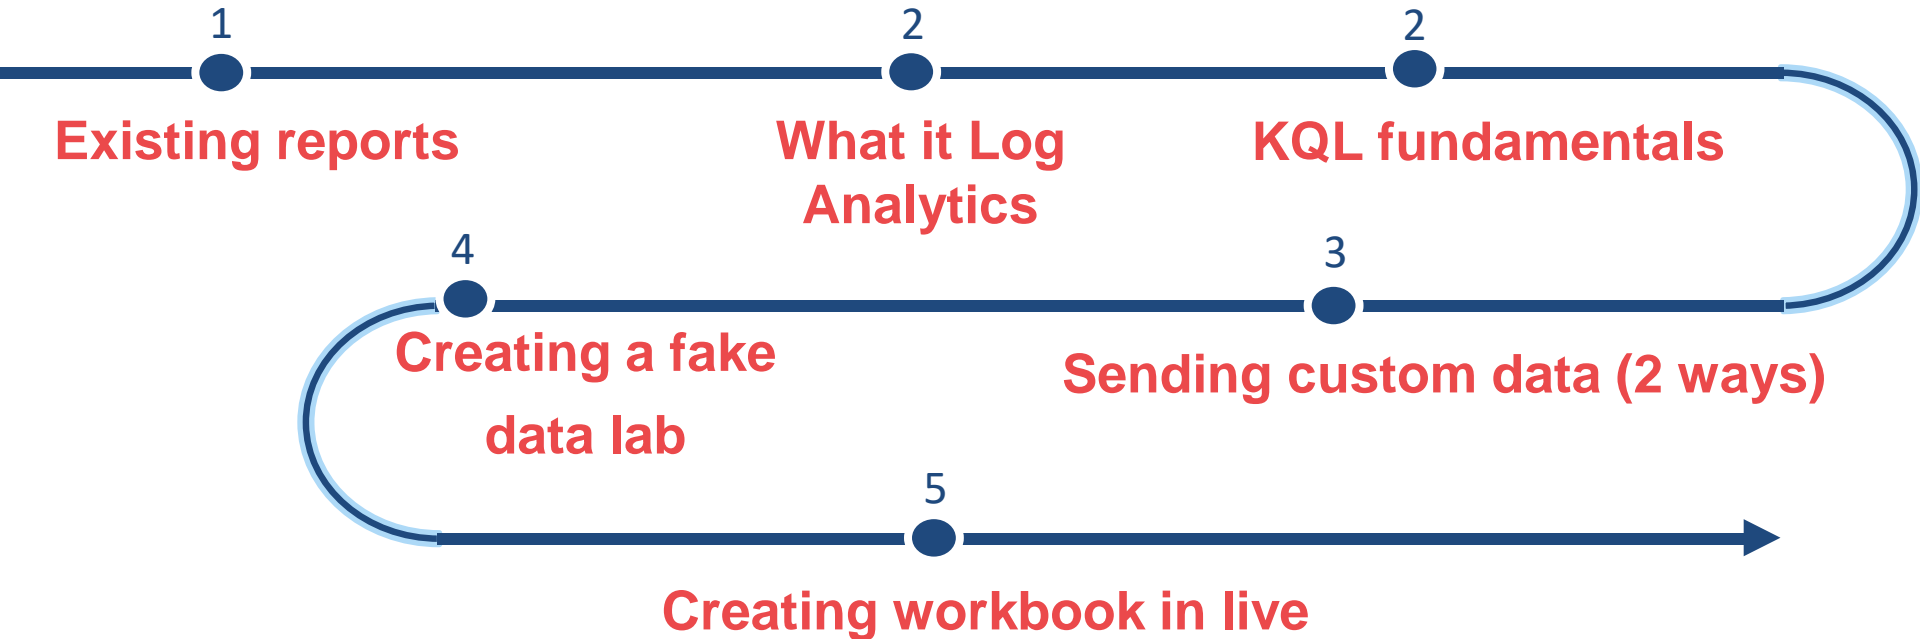 1
Existing reports
2
What it Log
Analytics
2
KQL fundamentals
3
Sending custom data (2 ways)
4
Creating a fake
data lab
5
Creating workbook in live